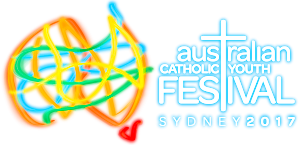 australian
CATHOLIC YOUTH
FESTIVAL
SYDNEY2017